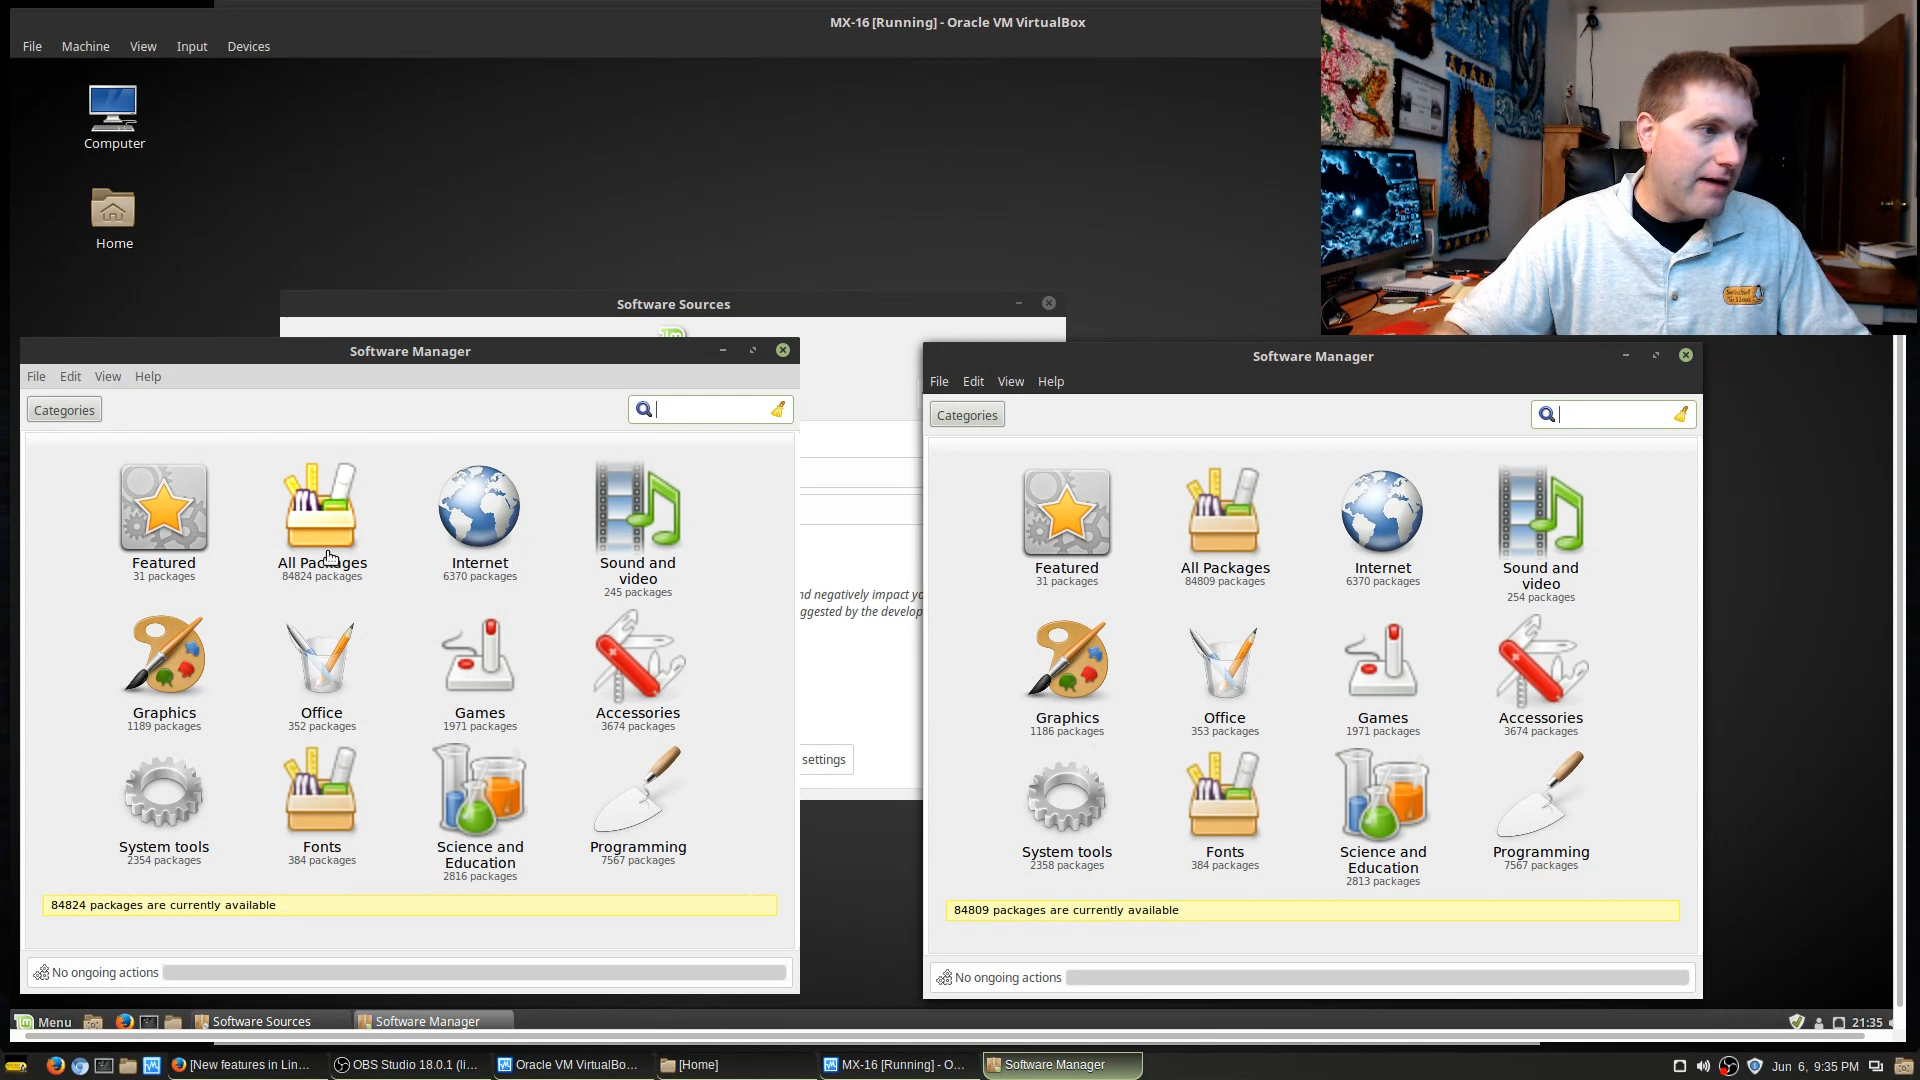 MX-16 [Running] - Oracle VM VirtualBox
File Machine View Input Devices
Computer
Home
Software Sources
Software Manager
File Edit View Help
Categories
Featured
31 packages
All Packages
84824 packages
Internet
6370 packages
Sound and
video
245 packages
Graphics
1189 packages
Office
352 packages
Games
1971 packages
Accessories
3674 packages
System tools
2354 packages
Fonts
384 packages
Science and
Education
2816 packages
Programming
7567 packages
84824 packages are currently available
No ongoing actions
nd negatively impact yo
ggested by the develop
settings
Software Manager
File Edit View Help
Categories
Featured
31 packages
All Packages
84809 packages
Internet
6370 packages
Sound and
video
254 packages
Graphics
1186 packages
Office
353 packages
Games
1971 packages
Accessories
3674 packages
System tools
2358 packages
Fonts
384 packages
Science and
Education
2813 packages
Programming
7567 packages
84809 packages are currently available
No ongoing actions
Menu Software Sources Software Manager 21:35
[New features in Lin... OBS Studio 18.0.1 (li... Oracle VM VirtualBo... [Home] MX-16 [Running] - O... Software Manager Jun 6, 9:35 PM